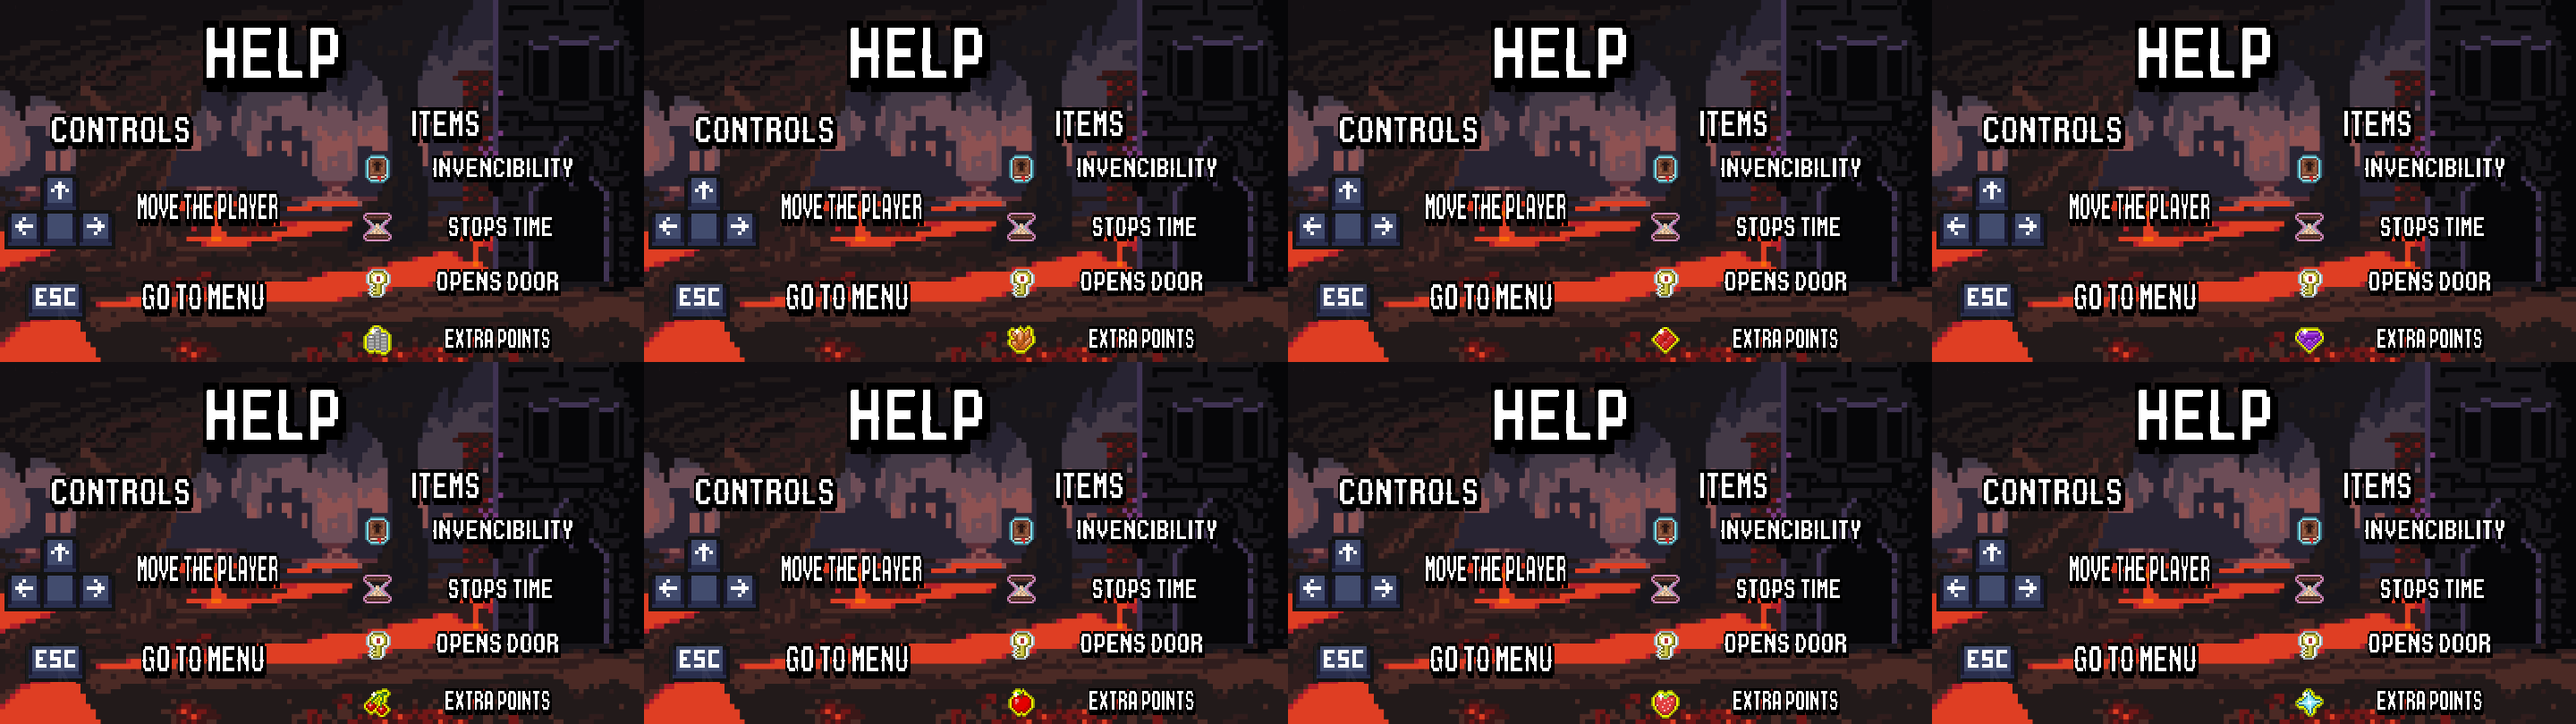 HELP
CONTROLS
ITEMS
INVENCIBILITY
MOVE THE PLAYER
STOPS TIME
OPENS DOOR
ESC
GO TO MENU
EXTRA POINTS
HELP
CONTROLS
ITEMS
INVENCIBILITY
MOVE THE PLAYER
STOPS TIME
OPENS DOOR
ESC
GO TO MENU
EXTRA POINTS
HELP
CONTROLS
ITEMS
INVENCIBILITY
MOVE THE PLAYER
STOPS TIME
OPENS DOOR
ESC
GO TO MENU
EXTRA POINTS
HELP
CONTROLS
ITEMS
INVENCIBILITY
MOVE THE PLAYER
STOPS TIME
OPENS DOOR
ESC
GO TO MENU
EXTRA POINTS
HELP
CONTROLS
ITEMS
INVENCIBILITY
MOVE THE PLAYER
STOPS TIME
OPENS DOOR
ESC
GO TO MENU
EXTRA POINTS
HELP
CONTROLS
ITEMS
INVENCIBILITY
MOVE THE PLAYER
STOPS TIME
OPENS DOOR
ESC
GO TO MENU
EXTRA POINTS
HELP
CONTROLS
ITEMS
INVENCIBILITY
MOVE THE PLAYER
STOPS TIME
OPENS DOOR
ESC
GO TO MENU
EXTRA POINTS
HELP
CONTROLS
ITEMS
INVENCIBILITY
MOVE THE PLAYER
STOPS TIME
OPENS DOOR
ESC
GO TO MENU
EXTRA POINTS